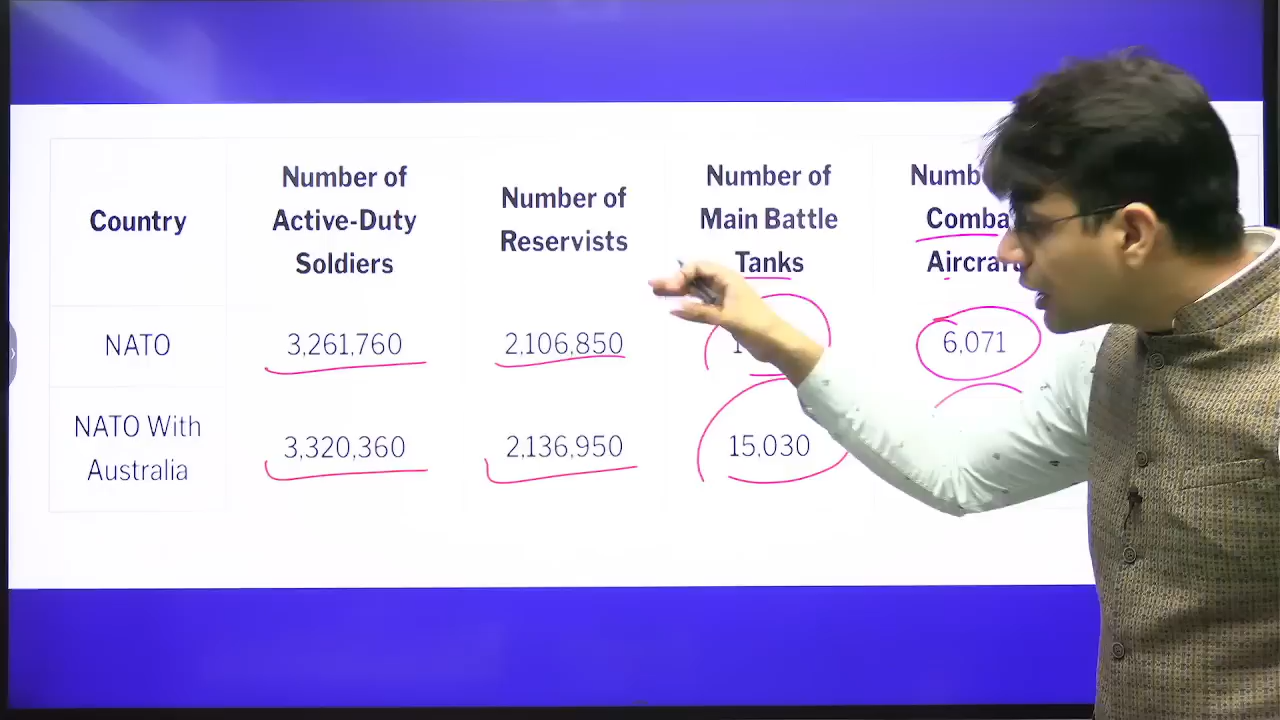 Country
Number of
Active-Duty
Soldiers
Number of
Reservists
Number of
Main Battle
Tanks
Aircraft
NATO
3,261,760
2,106,850
6,071
NATO With
Australia
3,320,360
2,136,950
15,030